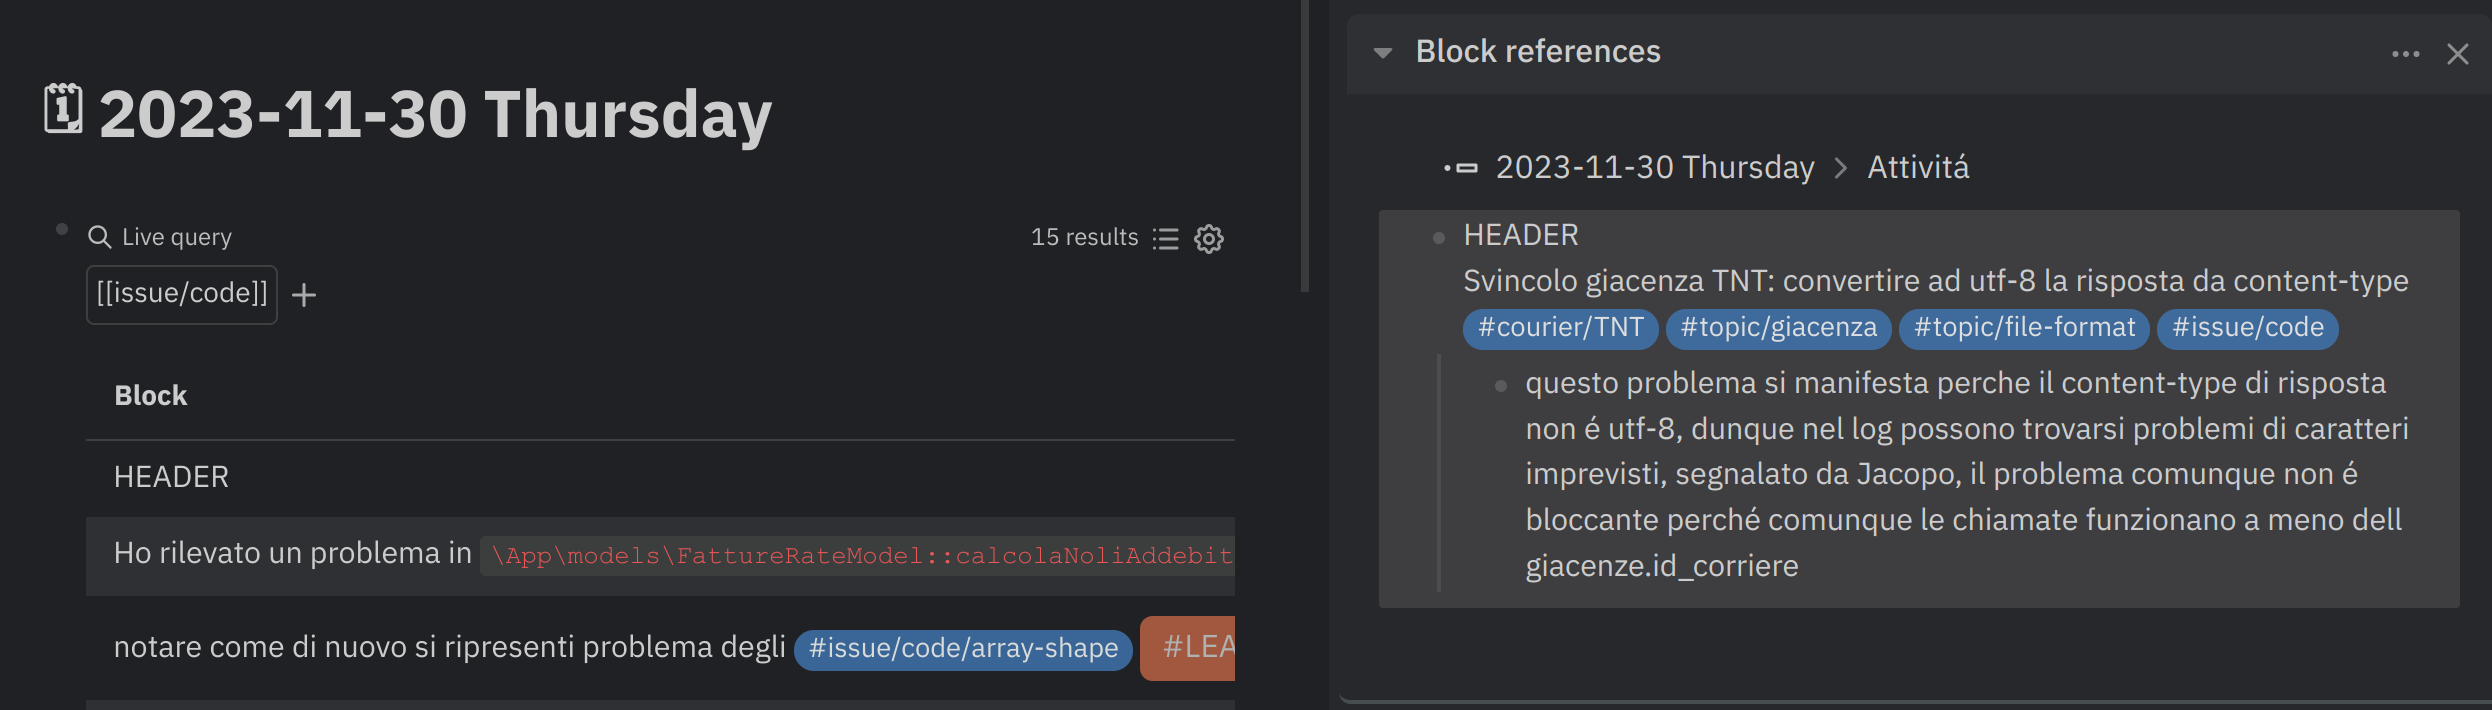 2023-11-30 Thursday
Live query
15 results
[[issue/code]] +
Block
HEADER
Ho rilevato un problema in \App\models\FattureRateModel::calcolaNoliAddebit
notare come di nuovo si ripresenti problema degli #issue/code/array-shape #LEA
Block references
2023-11-30 Thursday > Attivitá
HEADER
Svincolo giacenza TNT: convertire ad utf-8 la risposta da content-type
#courier/TNT #topic/giacenza #topic/file-format #issue/code
questo problema si manifesta perche il content-type di risposta
non é utf-8, dunque nel log possono trovarsi problemi di caratteri
imprevisti, segnalato da Jacopo, il problema comunque non é
bloccante perché comunque le chiamate funzionano a meno dell
giacenze.id_corriere